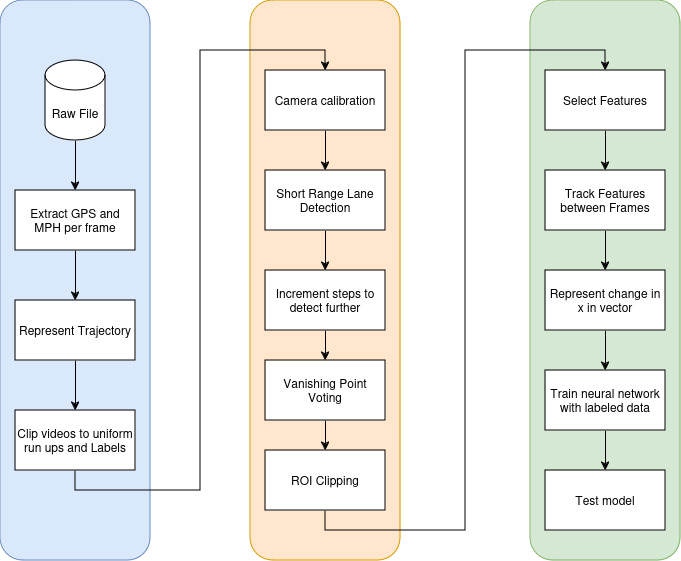 Raw File
Extract GPS and
MPH per frame
Represent Trajectory
Clip videos to uniform
run ups and Labels
Camera calibration
Short Range Lane
Detection
Increment steps to
detect further
Vanishing Point
Voting
ROI Clipping
Select Features
Track Features
between Frames
Represent change in
x in vector
Train neural network
with labeled data
Test model